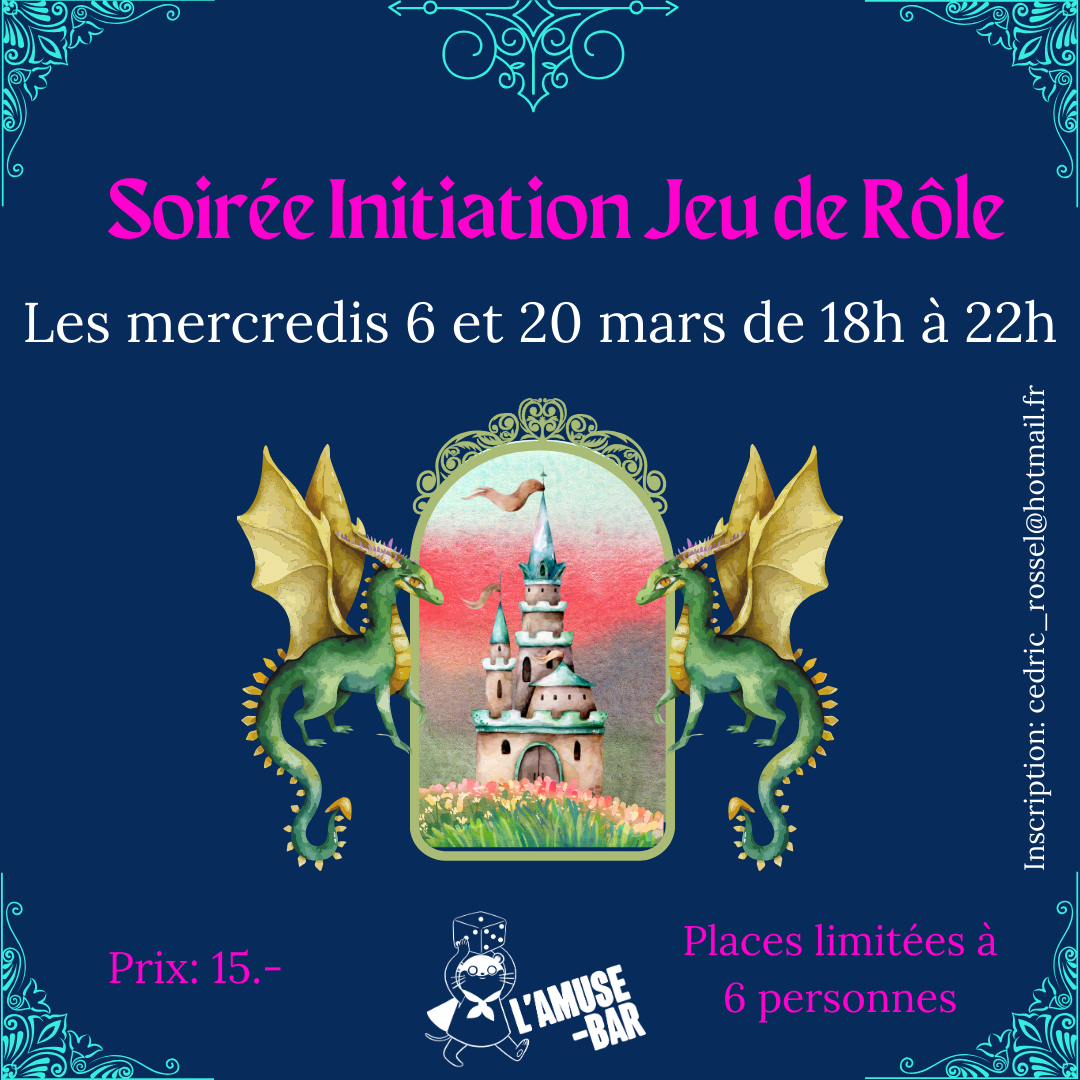 Soirée Initiation Jeu de Rôle
Les mercredis 6 et 20 mars de 18h à 22h
Inscription: cedric_rossel@hotmail.fr
Prix: 15.-
L'AMUSE
-BAR
Places limitées à
6 personnes